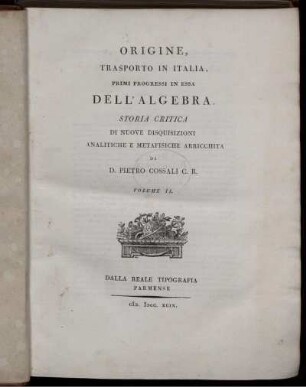 ORIGINE,
TRASPORTO IN ITALIA,
PRIMI PROGRESSI IN ESSA
DELL'ALGEBRA.
STORIA CRITICA
DI NUOVE DISQUISIZIONI
ANALITICHE E METAFISICHE ARRICCHITA
DI
D. PIETRO COSSALI C. R.
VOLUME II.
DALLA REALE TIPOGRAFIA
PARMENSE